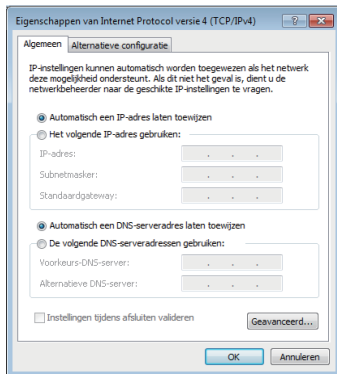 Eigenschappen van Internet Protocol versie 4 (TCP/IPv4)
Algemeen
Alternatieve configuratie
IP-instellingen kunnen automatisch worden toegewezen als het netwerk
deze mogelijkheid ondersteunt. Als dit niet het geval is, dient u de
netwerkbeheerder naar de geschikte IP-instellingen te vragen.
Automatisch een IP-adres laten toewijzen
Het volgende IP-adres gebruiken:
IP-adres:
Subnetmasker:
Standaardgateway:
Automatisch een DNS-serveradres laten toewijzen
De volgende DNS-serveradressen gebruiken:
Voorkeurs-DNS-server:
Alternatieve DNS-server:
Instellingen tijdens afsluiten valideren
Geavanceerd...
OK
Annuleren